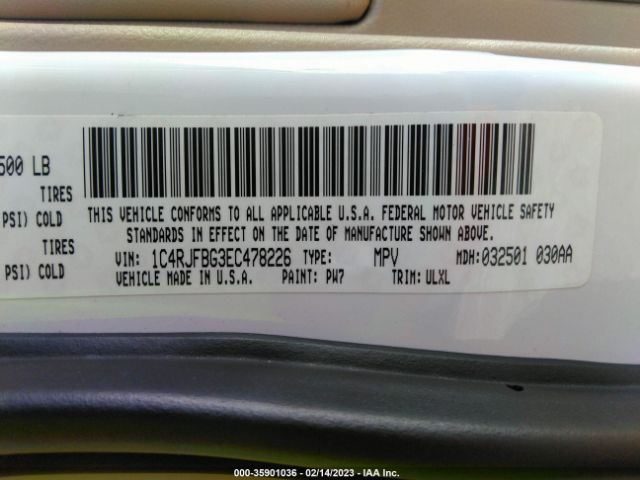 500 LB
TIRES
PSI) COLD
TIRES
PSI) COLD
THIS VEHICLE CONFORMS TO ALL APPLICABLE U.S.A. FEDERAL MOTOR VEHICLE SAFETY
STANDARDS IN EFFECT ON THE DATE OF MANUFACTURE SHOWN ABOVE.
VIN: 1C4RJFBG3EC478226 TYPE: MPV MDH:032501 030AA
VEHICLE MADE IN U.S.A. PAINT: PW7 TRIM: ULXL
000-35901036 - 02/14/2023 - IAA Inc.